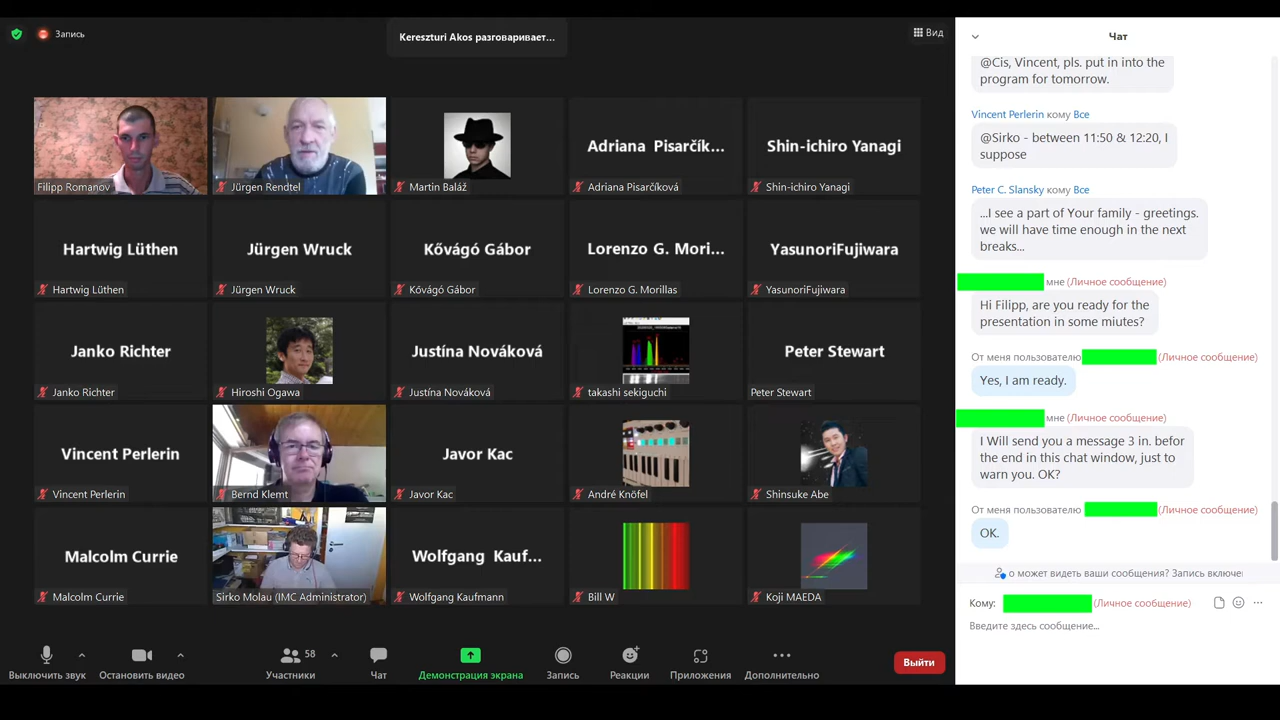 Запись
Kereszturi Akos разговаривает...
Вид
Filipp Romanov
Jürgen Rendtel
Martin Baláž
Adriana Pisarčík...
Adriana Pisarčíková
Shin-ichiro Yanagi
Shin-ichiro Yanagi
Hartwig Lüthen
Hartwig Lüthen
Jürgen Wruck
Jürgen Wruck
Kővágó Gábor
Kővágó Gábor
Lorenzo G. Mori...
Lorenzo G. Morillas
YasunoriFujiwara
YasunoriFujiwara
Janko Richter
Janko Richter
Hiroshi Ogawa
Justína Nováková
Justína Nováková
takashi sekiguchi
Peter Stewart
Peter Stewart
Vincent Perlerin
Vincent Perlerin
Bernd Klemt
Javor Kac
Javor Kac
André Knöfel
Shinsuke Abe
Malcolm Currie
Malcolm Currie
Sirko Molau (IMC Administrator)
Wolfgang Kauf...
Wolfgang Kaufmann
Bill W
Koji MAEDA
Выключить звук
Остановить видео
58
Участники
Чат
Демонстрация экрана
Запись
Реакции
Приложения
Дополнительно
Выйти
Чат
@Cis, Vincent, pls. put in into the
program for tomorrow.
Vincent Perlerin кому Все
@Sirko - between 11:50 & 12:20, I
suppose
Peter C. Slansky кому Все
...I see a part of Your family - greetings.
we will have time enough in the next
breaks...
мне (Личное сообщение)
Hi Filipp, are you ready for the
presentation in some miutes?
От меня пользователю (Личное сообщение)
Yes, I am ready.
мне (Личное сообщение)
I Will send you a message 3 in. befor
the end in this chat window, just to
warn you. OK?
От меня пользователю (Личное сообщение)
OK.
о может видеть ваши сообщения? Запись включен
Кому: (Личное сообщение)
Введите здесь сообщение...